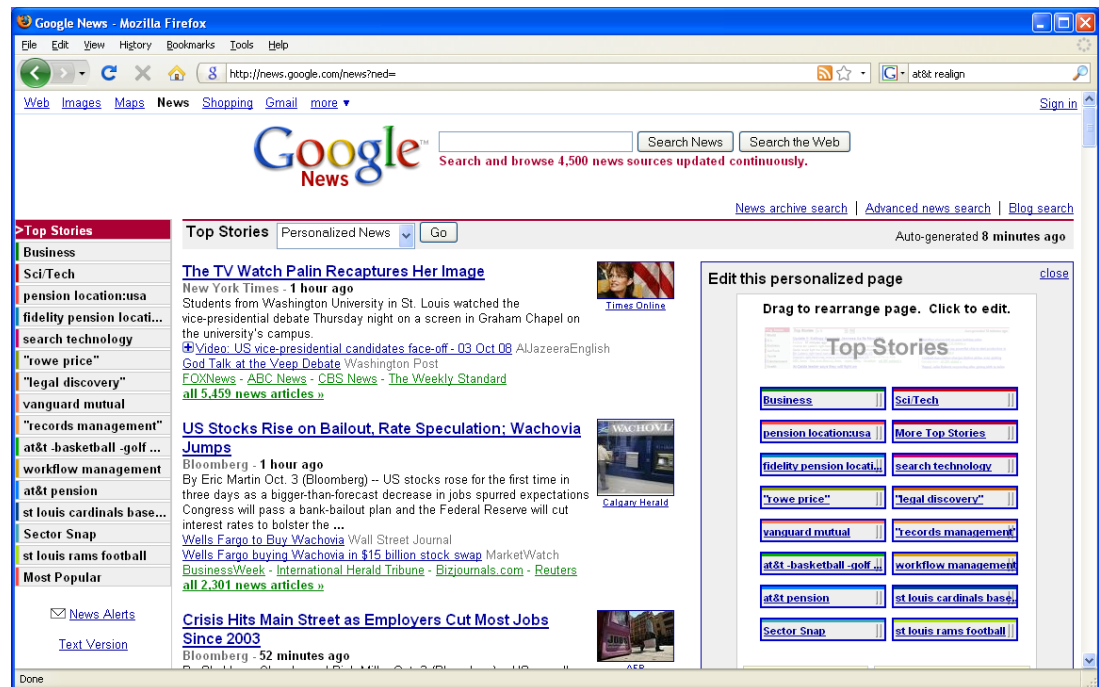 Google News - Mozilla Firefox
File Edit View History Bookmarks Tools Help
http://news.google.com/news?ned=
at&t realign
Web Images Maps News Shopping Gmail more ▼
Sign in
Google™
News
Search News
Search the Web
Search and browse 4,500 news sources updated continuously.
News archive search | Advanced news search | Blog search
>Top Stories
Business
Sci/Tech
pension location:usa
fidelity pension locati...
search technology
"rowe price"
"legal discovery"
vanguard mutual
"records management"
at&t -basketball -golf ...
workflow management
at&t pension
st louis cardinals base...
Sector Snap
st louis rams football
Most Popular
News Alerts
Text Version
Top Stories Personalized News Go
Auto-generated 8 minutes ago
The TV Watch Palin Recaptures Her Image
New York Times - 1 hour ago
Students from Washington University in St. Louis watched the
vice-presidential debate Thursday night on a screen in Graham Chapel on
the university's campus.
Video: US vice-presidential candidates face-off - 03 Oct 08 AlJazeeraEnglish
God Talk at the Veep Debate Washington Post
FOXNews - ABC News - CBS News - The Weekly Standard
all 5,459 news articles »
Times Online
US Stocks Rise on Bailout, Rate Speculation; Wachovia
Jumps
Bloomberg - 1 hour ago
By Eric Martin Oct. 3 (Bloomberg) -- US stocks rose for the first time in
three days as a bigger-than-forecast decrease in jobs spurred expectations
Congress will pass a bank-bailout plan and the Federal Reserve will cut
interest rates to bolster the ...
Wells Fargo to Buy Wachovia Wall Street Journal
Wells Fargo buying Wachovia in $15 billion stock swap MarketWatch
BusinessWeek - International Herald Tribune - Bizjournals.com - Reuters
all 2,301 news articles »
WACHOVI
Calgary Herald
Crisis Hits Main Street as Employers Cut Most Jobs
Since 2003
Bloomberg - 52 minutes ago
Edit this personalized page
close
Drag to rearrange page. Click to edit.
Top Stories
Business
Sci/Tech
pension location:usa
More Top Stories
fidelity pension locati...
search technology
"rowe price"
"legal discovery"
vanguard mutual
"records management"
at&t -basketball -golf ...
workflow management
at&t pension
st louis cardinals base...
Sector Snap
st louis rams football
Done